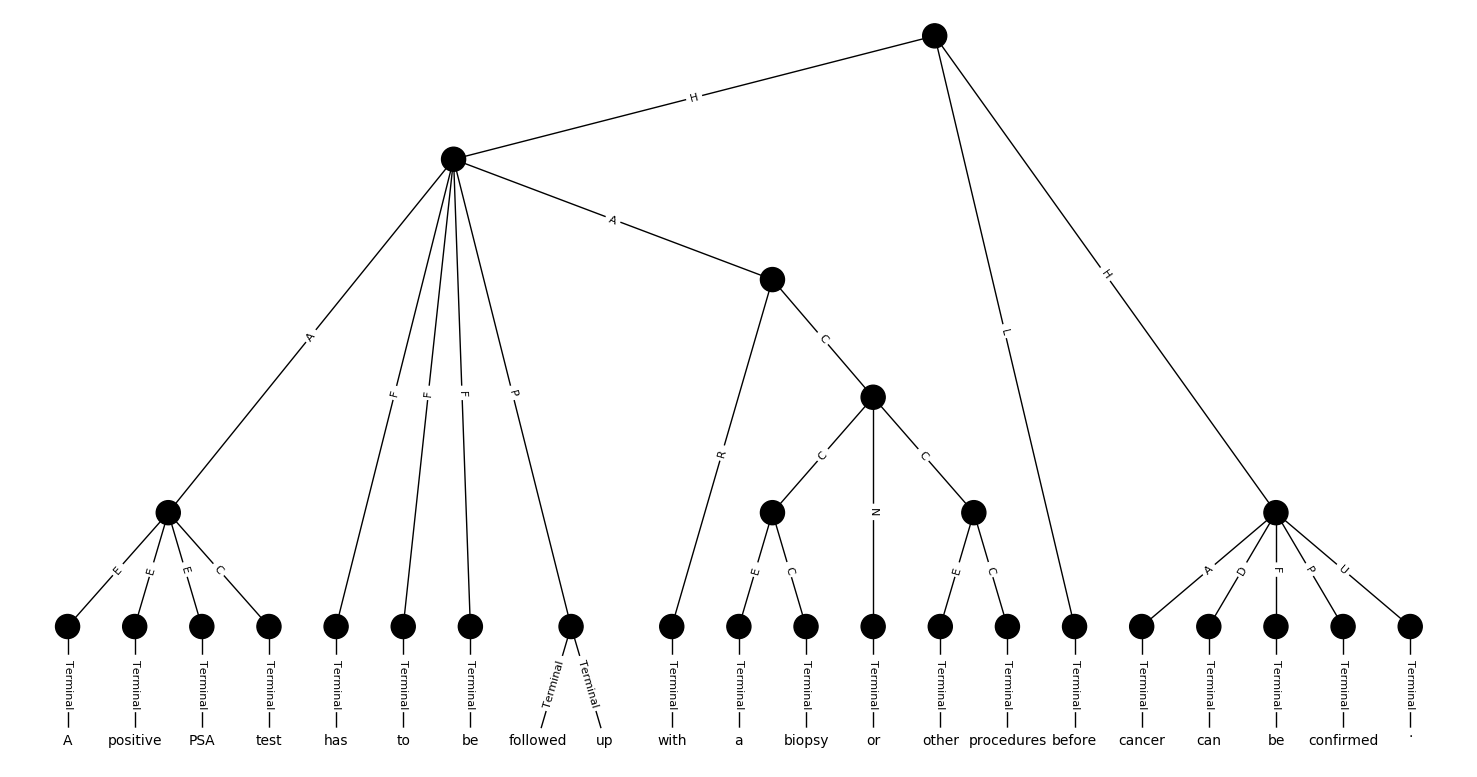 H
A
L
H
A
C
F F F P
R
C N C
E E E C
E C
E C
A D F P U
Terminal Terminal Terminal Terminal Terminal Terminal Terminal Terminal Terminal Terminal Terminal Terminal Terminal Terminal Terminal Terminal Terminal Terminal Terminal Terminal Terminal
A positive PSA test has to be followed up with a biopsy or other procedures before cancer can be confirmed .